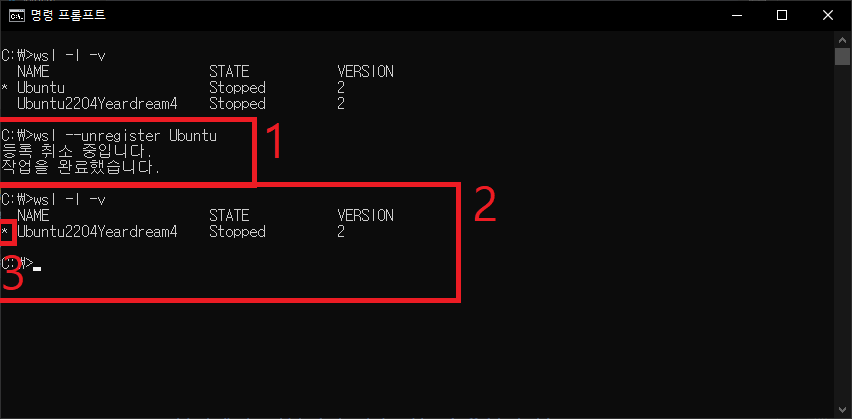 명령 프롬프트
C:\>wsl -l -v
NAME STATE VERSION
* Ubuntu Stopped 2
Ubuntu2204Yeardream4 Stopped 2
C:\>wsl --unregister Ubuntu
등록 취소 중입니다.
작업을 완료했습니다.
1
C:\>wsl -l -v
NAME STATE VERSION
* Ubuntu2204Yeardream4 Stopped 2
2
C:\>
3